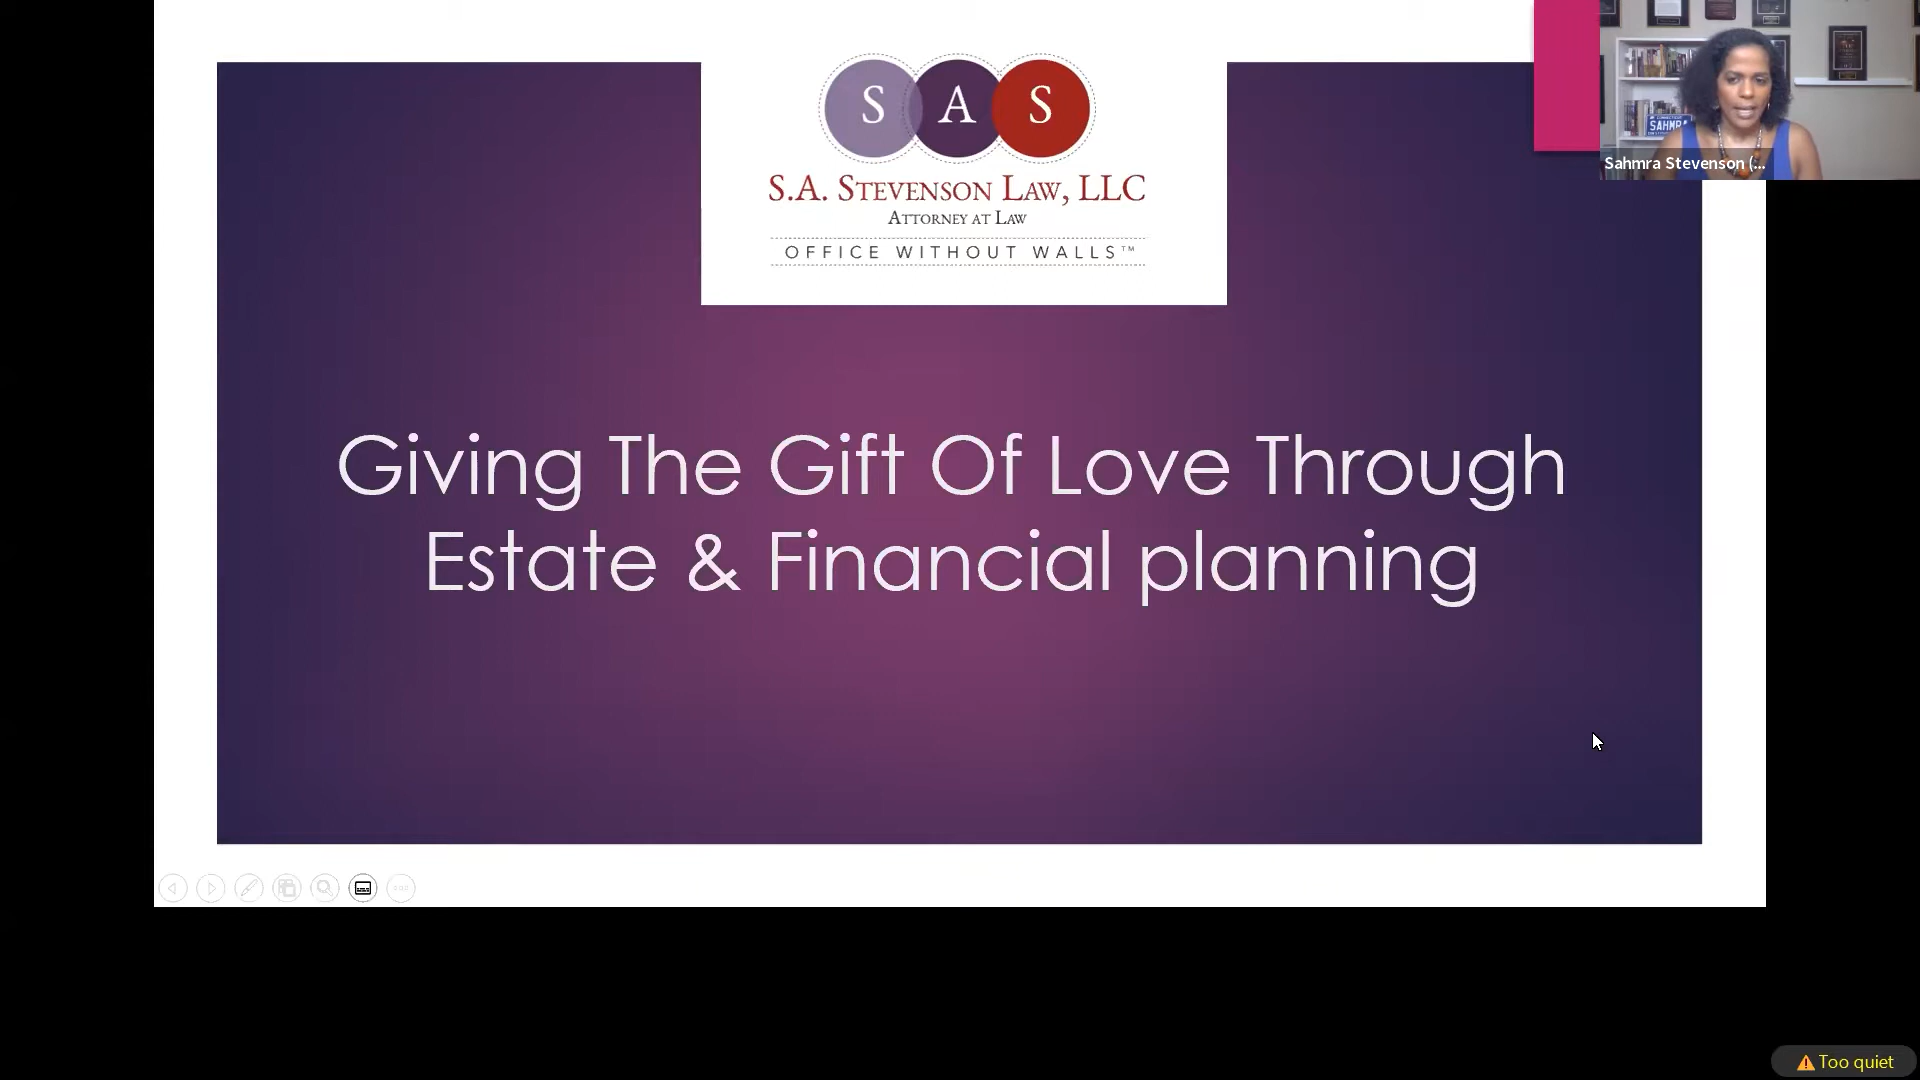 S A S
S.A. STEVENSON LAW, LLC
ATTORNEY AT LAW
OFFICE WITHOUT WALLS™
SAHMRA
Sahmra Stevenson (...
Giving The Gift Of Love Through
Estate & Financial planning
Too quiet